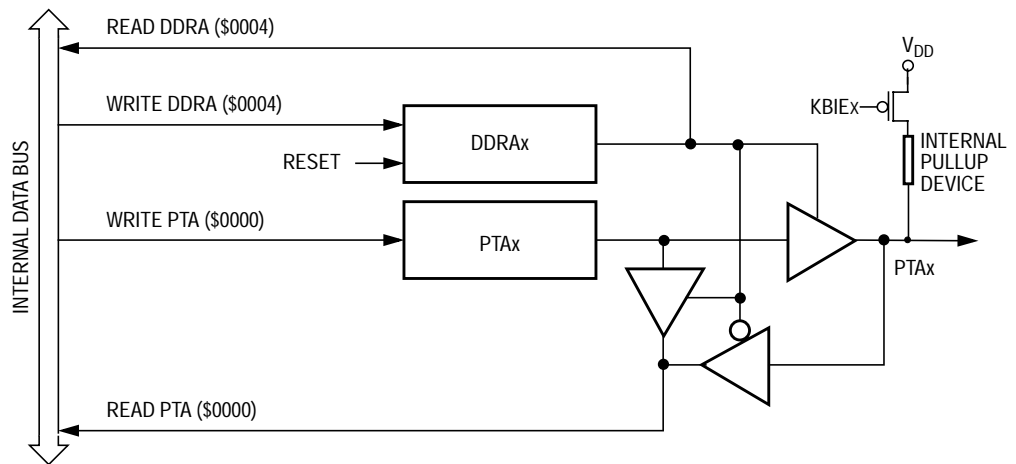 READ DDRA ($0004)
VDD
WRITE DDRA ($0004)
KBIEx
DDRAx
INTERNAL
PULLUP
DEVICE
RESET
WRITE PTA ($0000)
PTAx
PTAx
READ PTA ($0000)
INTERNAL DATA BUS